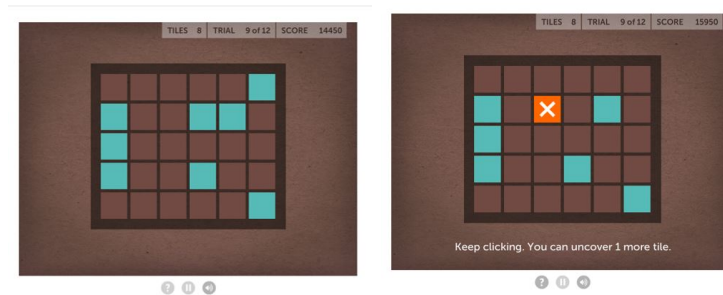 TILES 8 TRIAL 9 of 12 SCORE 14450
TILES 8 TRIAL 9 of 12 SCORE 15950
Keep clicking. You can uncover 1 more tile.
?
?